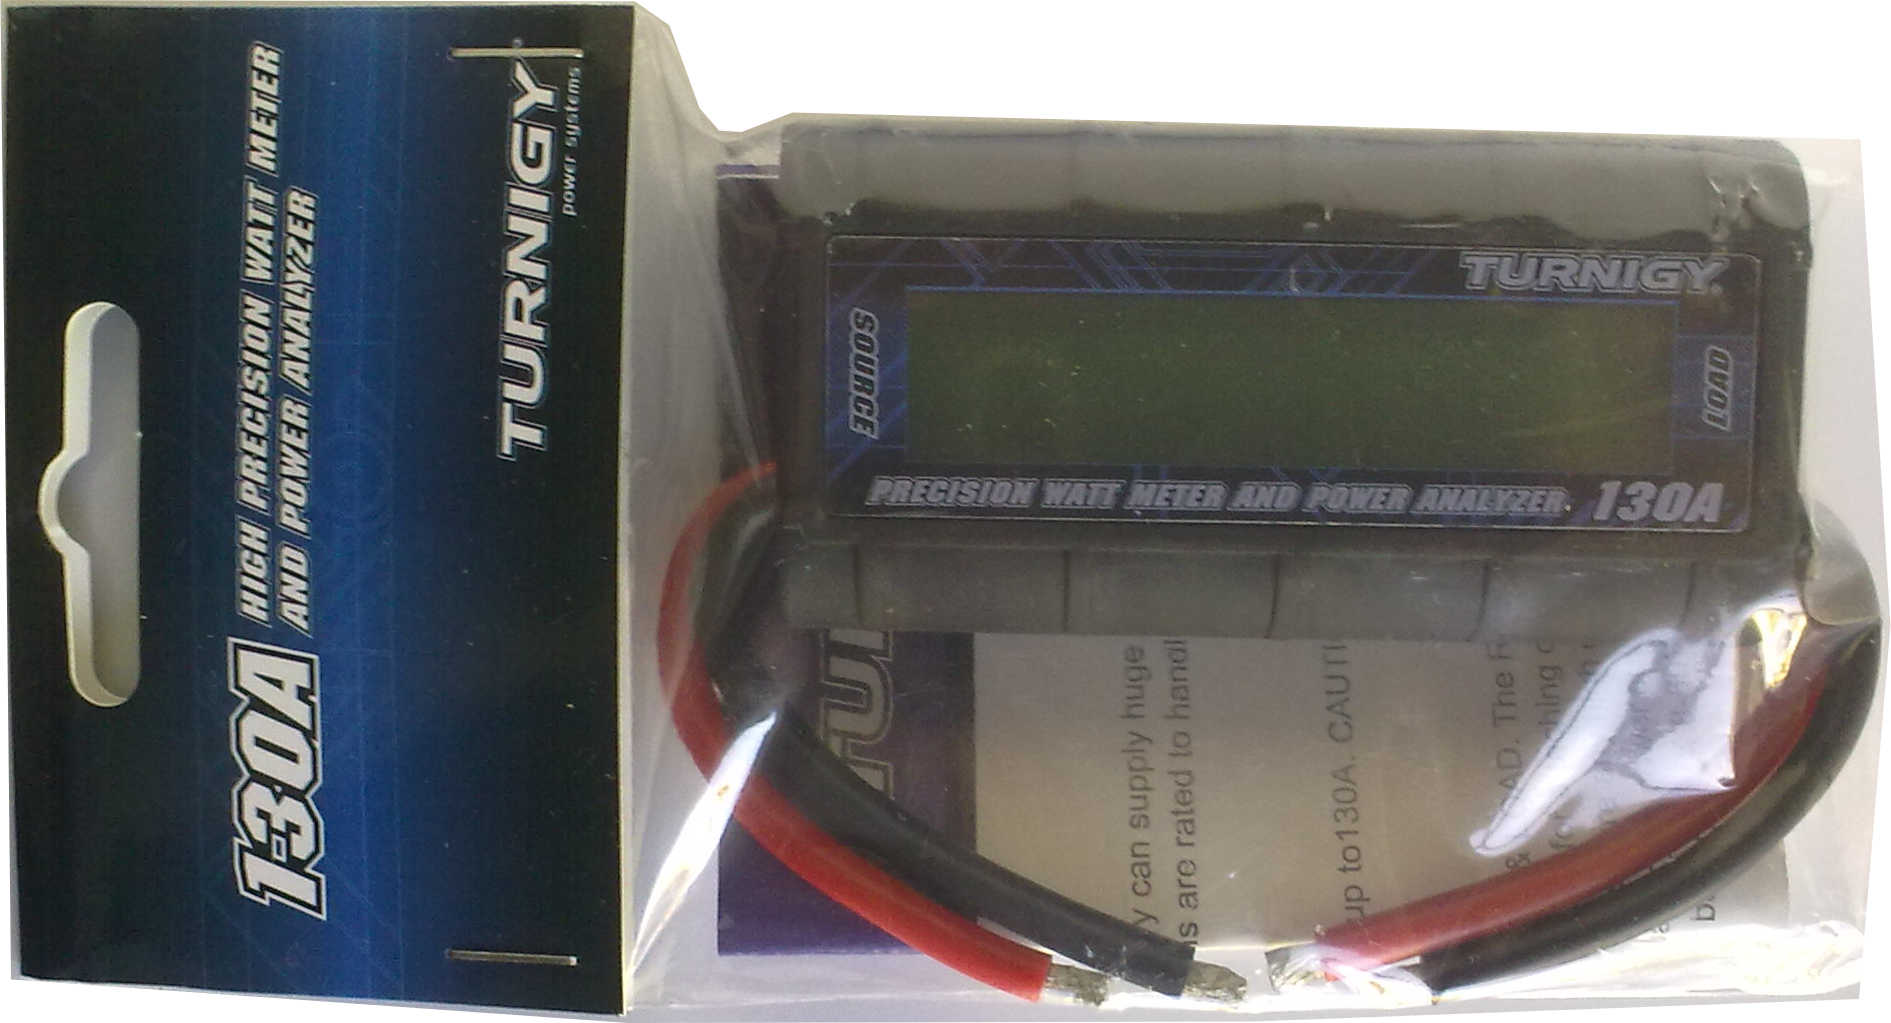 130A
HIGH PRECISION WATT METER
AND POWER ANALYZER
TURNIGY
power systems
TURNIGY
SOURCE
LOAD
PRECISION WATT METER AND POWER ANALYZER 130A
can supply huge
are rated to handl
up to130A. CAUTI
The
&